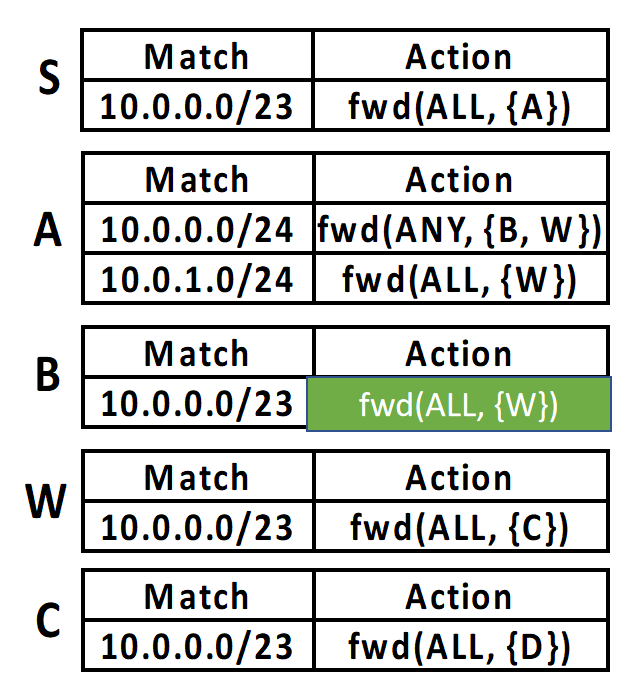 S
Match Action
10.0.0.0/23 fwd(ALL, {A})
A
Match Action
10.0.0.0/24 fwd(ANY, {B, W})
10.0.1.0/24 fwd(ALL, {W})
B
Match Action
10.0.0.0/23 fwd(ALL, {W})
W
Match Action
10.0.0.0/23 fwd(ALL, {C})
C
Match Action
10.0.0.0/23 fwd(ALL, {D})